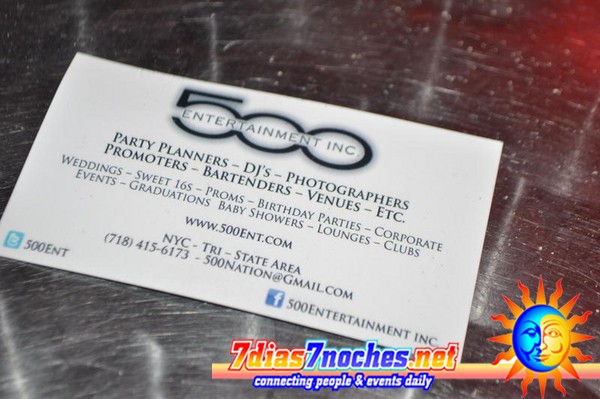 500
ENTERTAINMENT INC
PARTY PLANNERS – DJ'S – PHOTOGRAPHERS
PROMOTERS – BARTENDERS – VENUES – ETC.
WEDDINGS – SWEET 16S – PROMS – BIRTHDAY PARTIES – CORPORATE
EVENTS – GRADUATIONS BABY SHOWERS – LOUNGES – CLUBS
WWW.500ENT.COM
NYC – TRI – STATE AREA
(718) 415-6173 - 500NATION@GMAIL.COM
500ENT
500ENTERTAINMENT INC
7dias7noches.net
connecting people & events daily